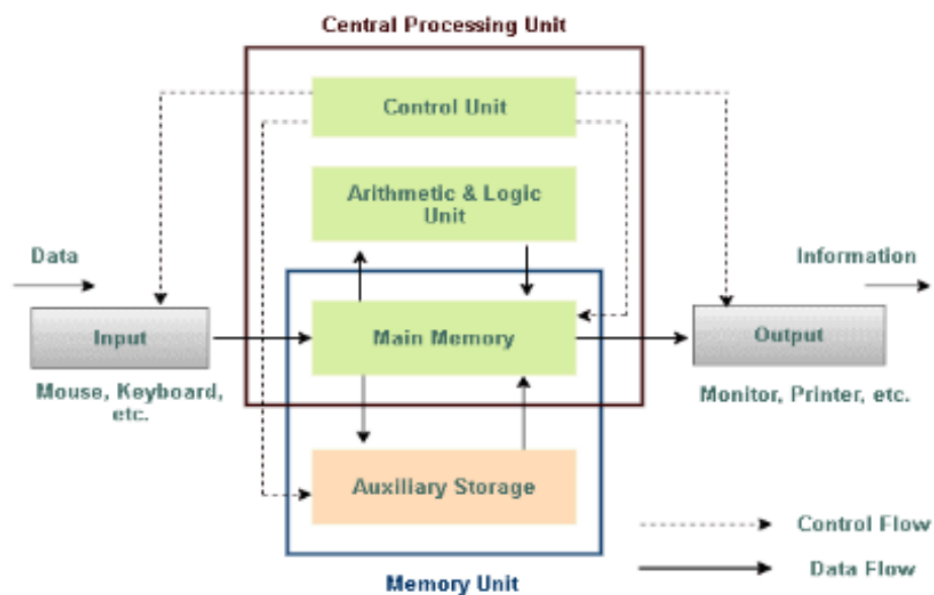 Central Processing Unit
Control Unit
Arithmetic & Logic
Unit
Data
Information
Input
Main Memory
Output
Mouse, Keyboard,
etc.
Monitor, Printer, etc.
Auxiliary Storage
Control Flow
Data Flow
Memory Unit